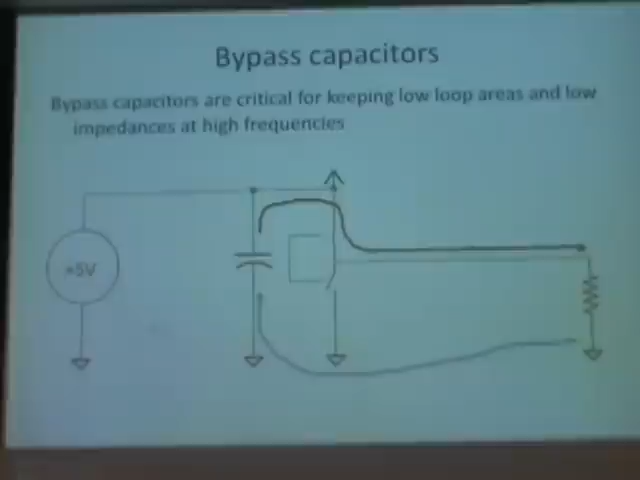 Bypass capacitors
Bypass capacitors are critical for keeping low loop areas and low
impedances at high frequencies
+5V